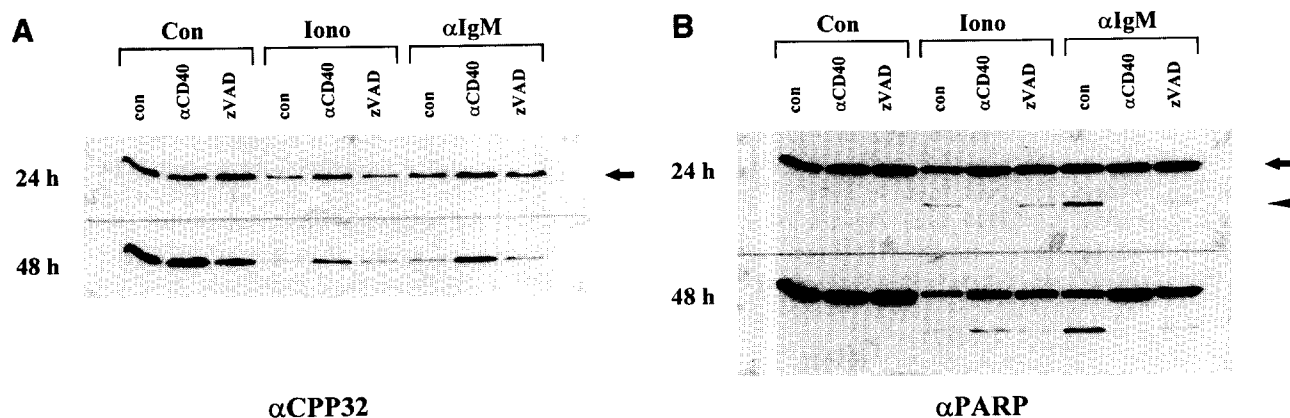 A
Con Iono αIgM
con αCD40 zVAD con αCD40 zVAD con αCD40 zVAD
24 h
48 h
αCPP32
B
Con Iono αIgM
con αCD40 zVAD con αCD40 zVAD con αCD40 zVAD
24 h
48 h
αPARP